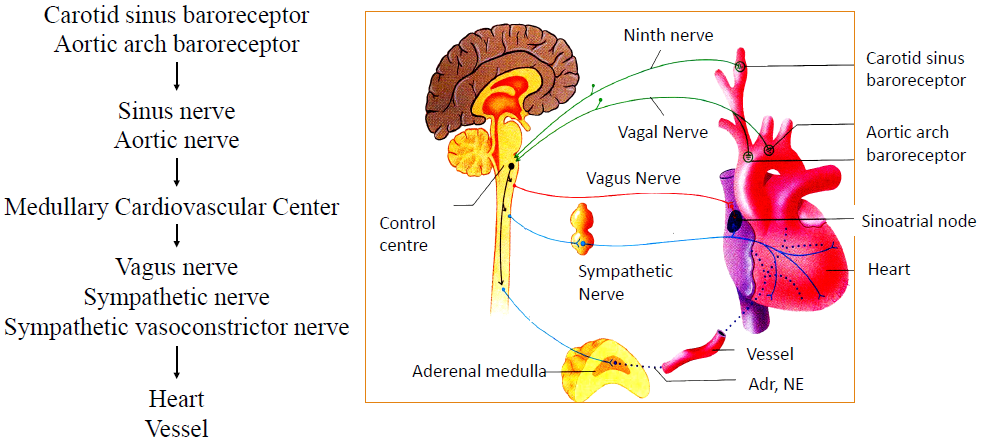 Carotid sinus baroreceptor
Aortic arch baroreceptor
Sinus nerve
Aortic nerve
Medullary Cardiovascular Center
Vagus nerve
Sympathetic nerve
Sympathetic vasoconstrictor nerve
Heart
Vessel
Ninth nerve
Carotid sinus
baroreceptor
Vagal Nerve
Aortic arch
baroreceptor
Vagus Nerve
Control
centre
Sinoatrial node
Sympathetic
Nerve
Heart
Aderenal medulla
Vessel
Adr, NE